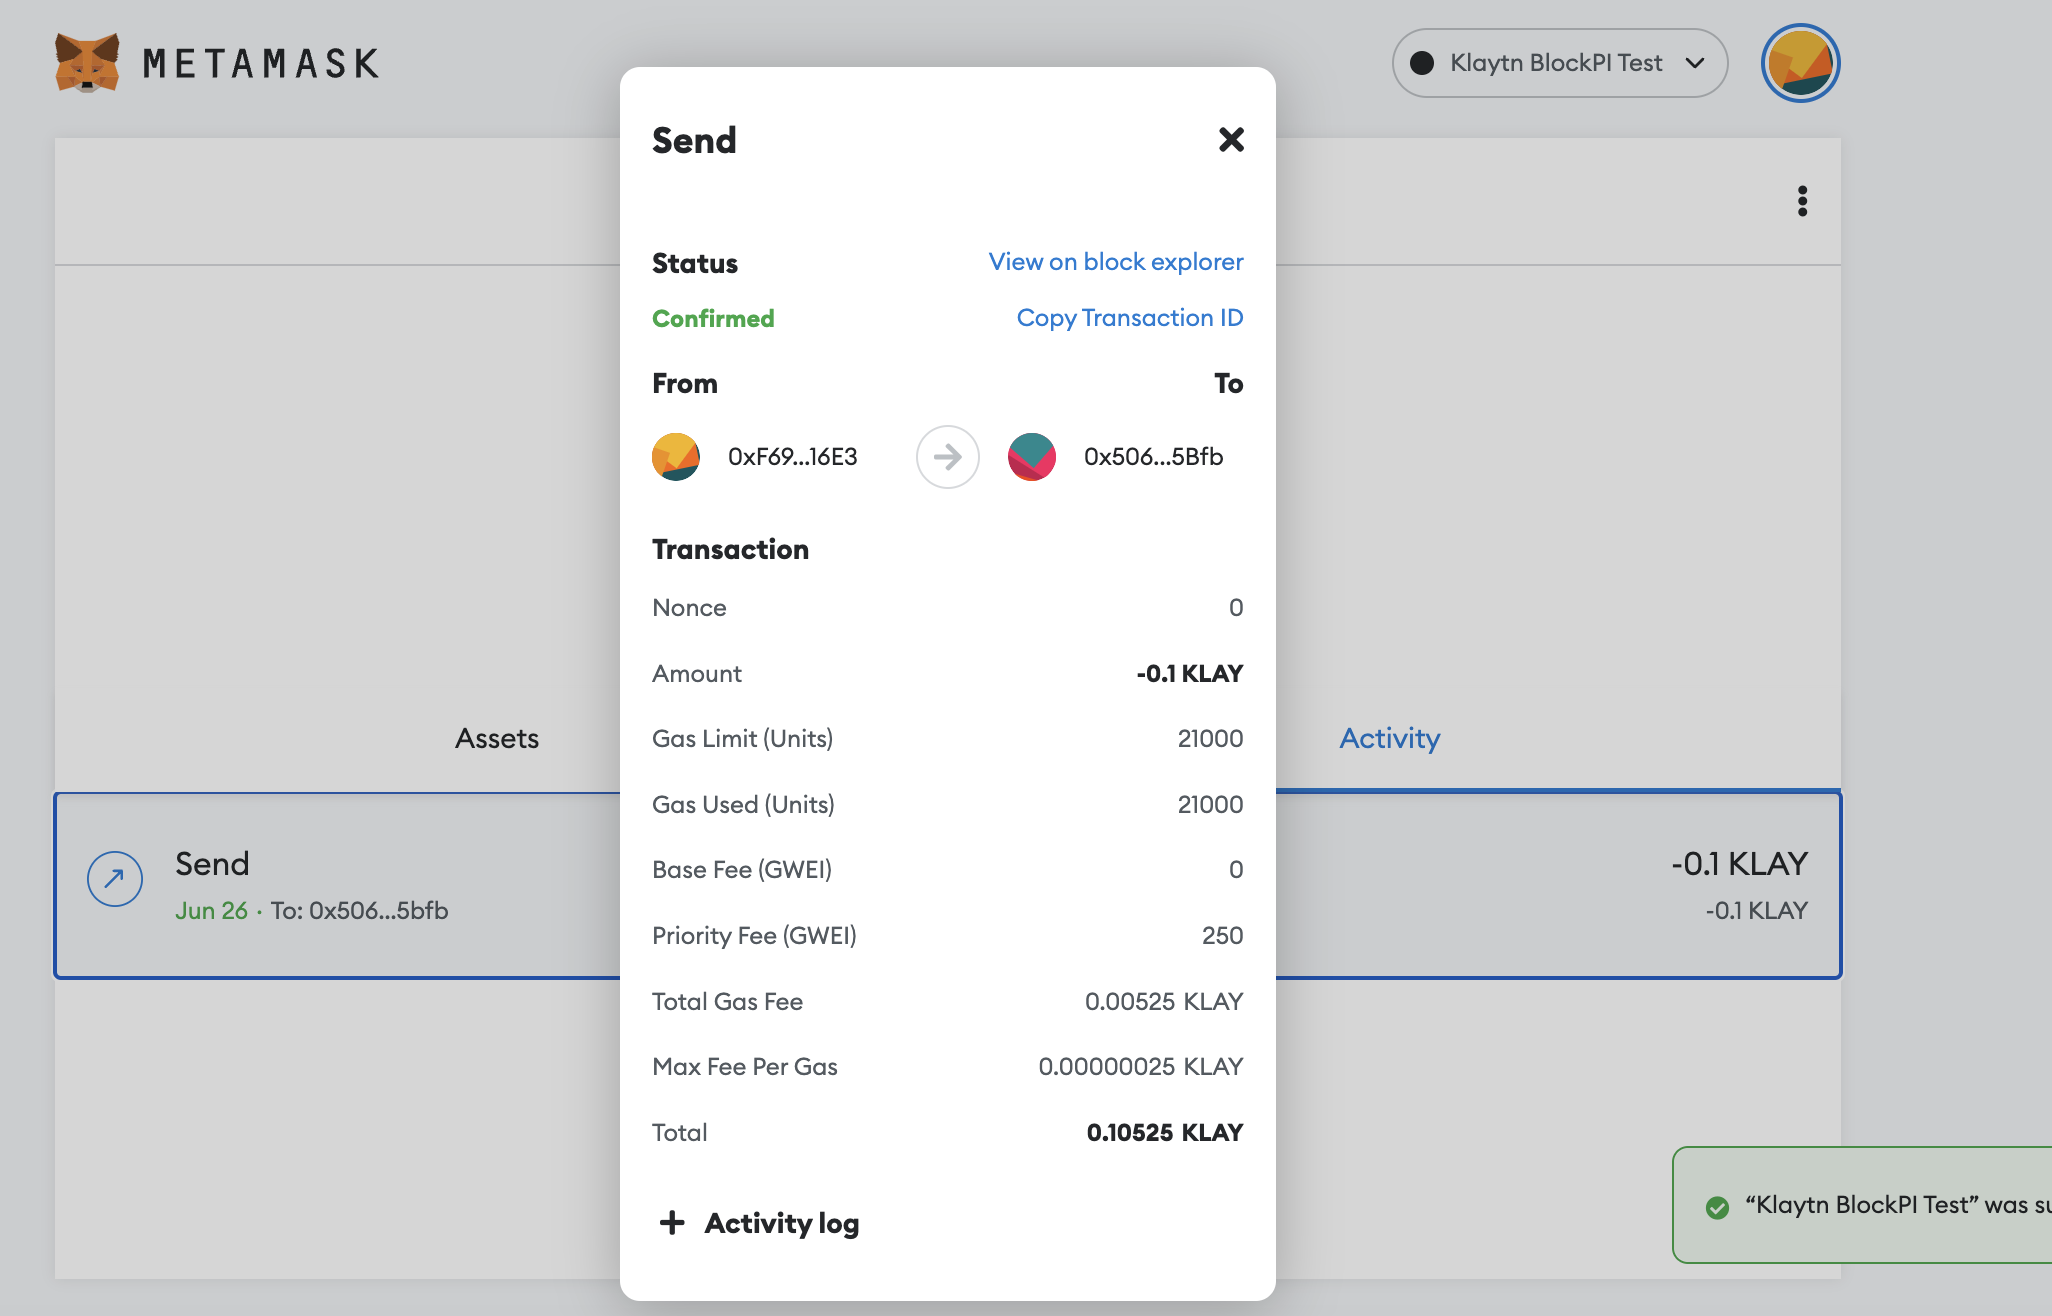 METAMASK
Klaytn BlockPI Test
Send
Status
View on block explorer
Confirmed
Copy Transaction ID
From
To
0xF69...16E3
0x506...5Bfb
Transaction
Nonce
0
Amount
-0.1 KLAY
Gas Limit (Units)
21000
Gas Used (Units)
21000
Base Fee (GWEI)
0
Priority Fee (GWEI)
250
Total Gas Fee
0.00525 KLAY
Max Fee Per Gas
0.00000025 KLAY
Total
0.10525 KLAY
Activity log
Assets
Activity
Send
Jun 26 · To: 0x506...5bfb
-0.1 KLAY
-0.1 KLAY
“Klaytn BlockPI Test” was su